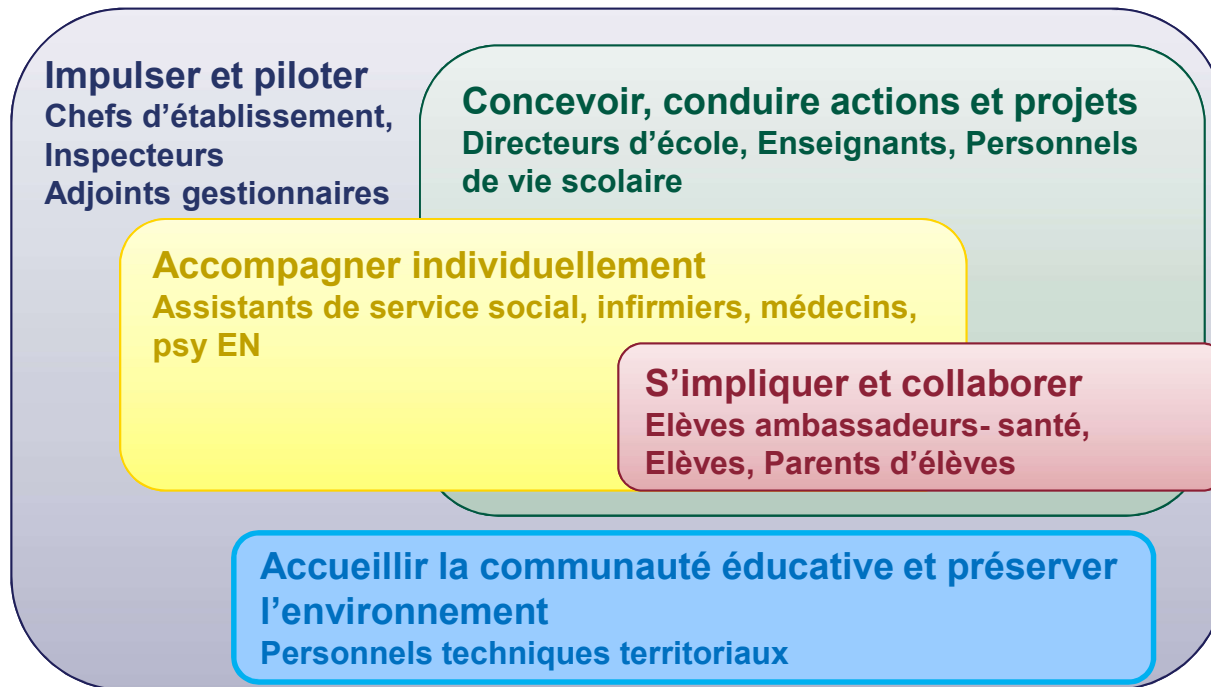 Impulser et piloter
Chefs d'établissement,
Inspecteurs
Adjoints gestionnaires
Concevoir, conduire actions et projets
Directeurs d'école, Enseignants, Personnels
de vie scolaire
Accompagner individuellement
Assistants de service social, infirmiers, médecins,
psy EN
S'impliquer et collaborer
Elèves ambassadeurs- santé,
Elèves, Parents d'élèves
Accueillir la communauté éducative et préserver
l'environnement
Personnels techniques territoriaux